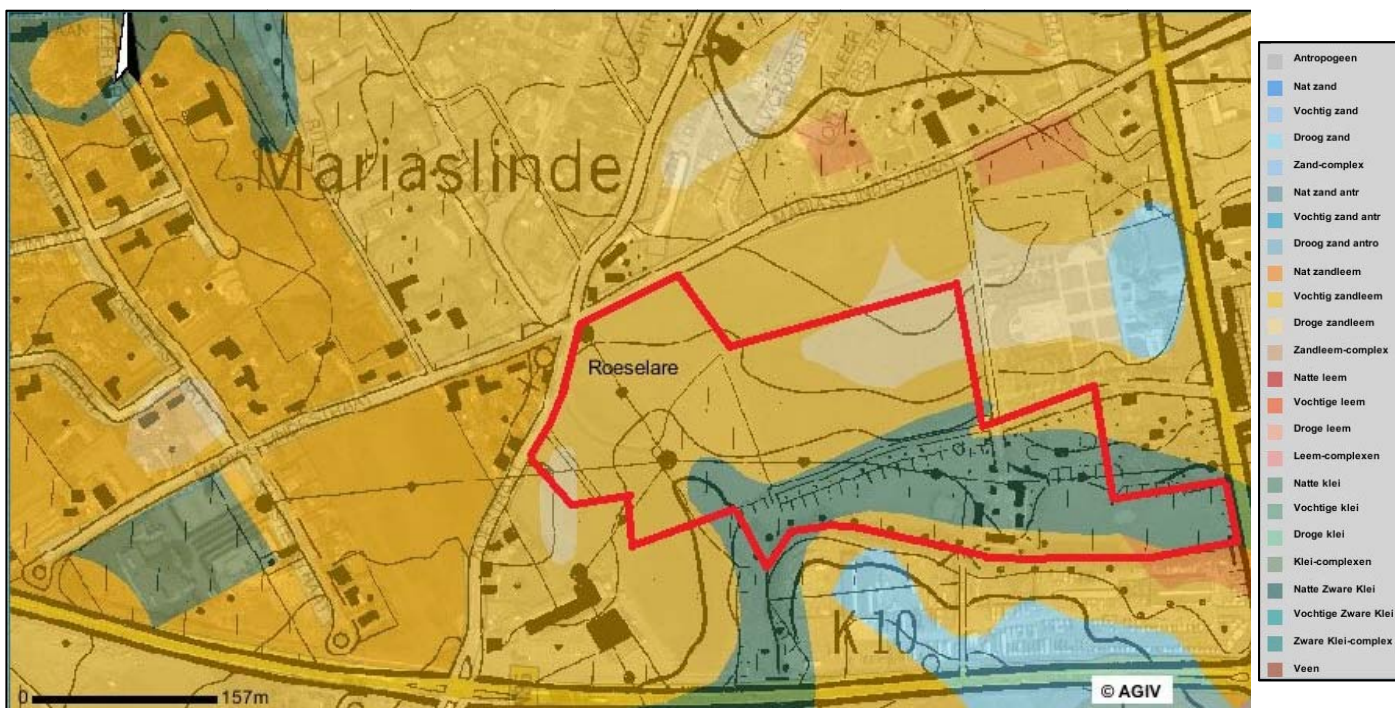 Mariaslinde
MARIASLINDESTRAAT
Roeselare
K10
0
157m
© AGIV
Antropogeen
Nat zand
Vochtig zand
Droog zand
Zand-complex
Nat zand antr
Vochtig zand antr
Droog zand antro
Nat zandleem
Vochtig zandleem
Droge zandleem
Zandleem-complex
Natte leem
Vochtige leem
Droge leem
Leem-complexen
Natte klei
Vochtige klei
Droge klei
Klei-complexen
Natte Zware Klei
Vochtige Zware Klei
Zware Klei-complex
Veen